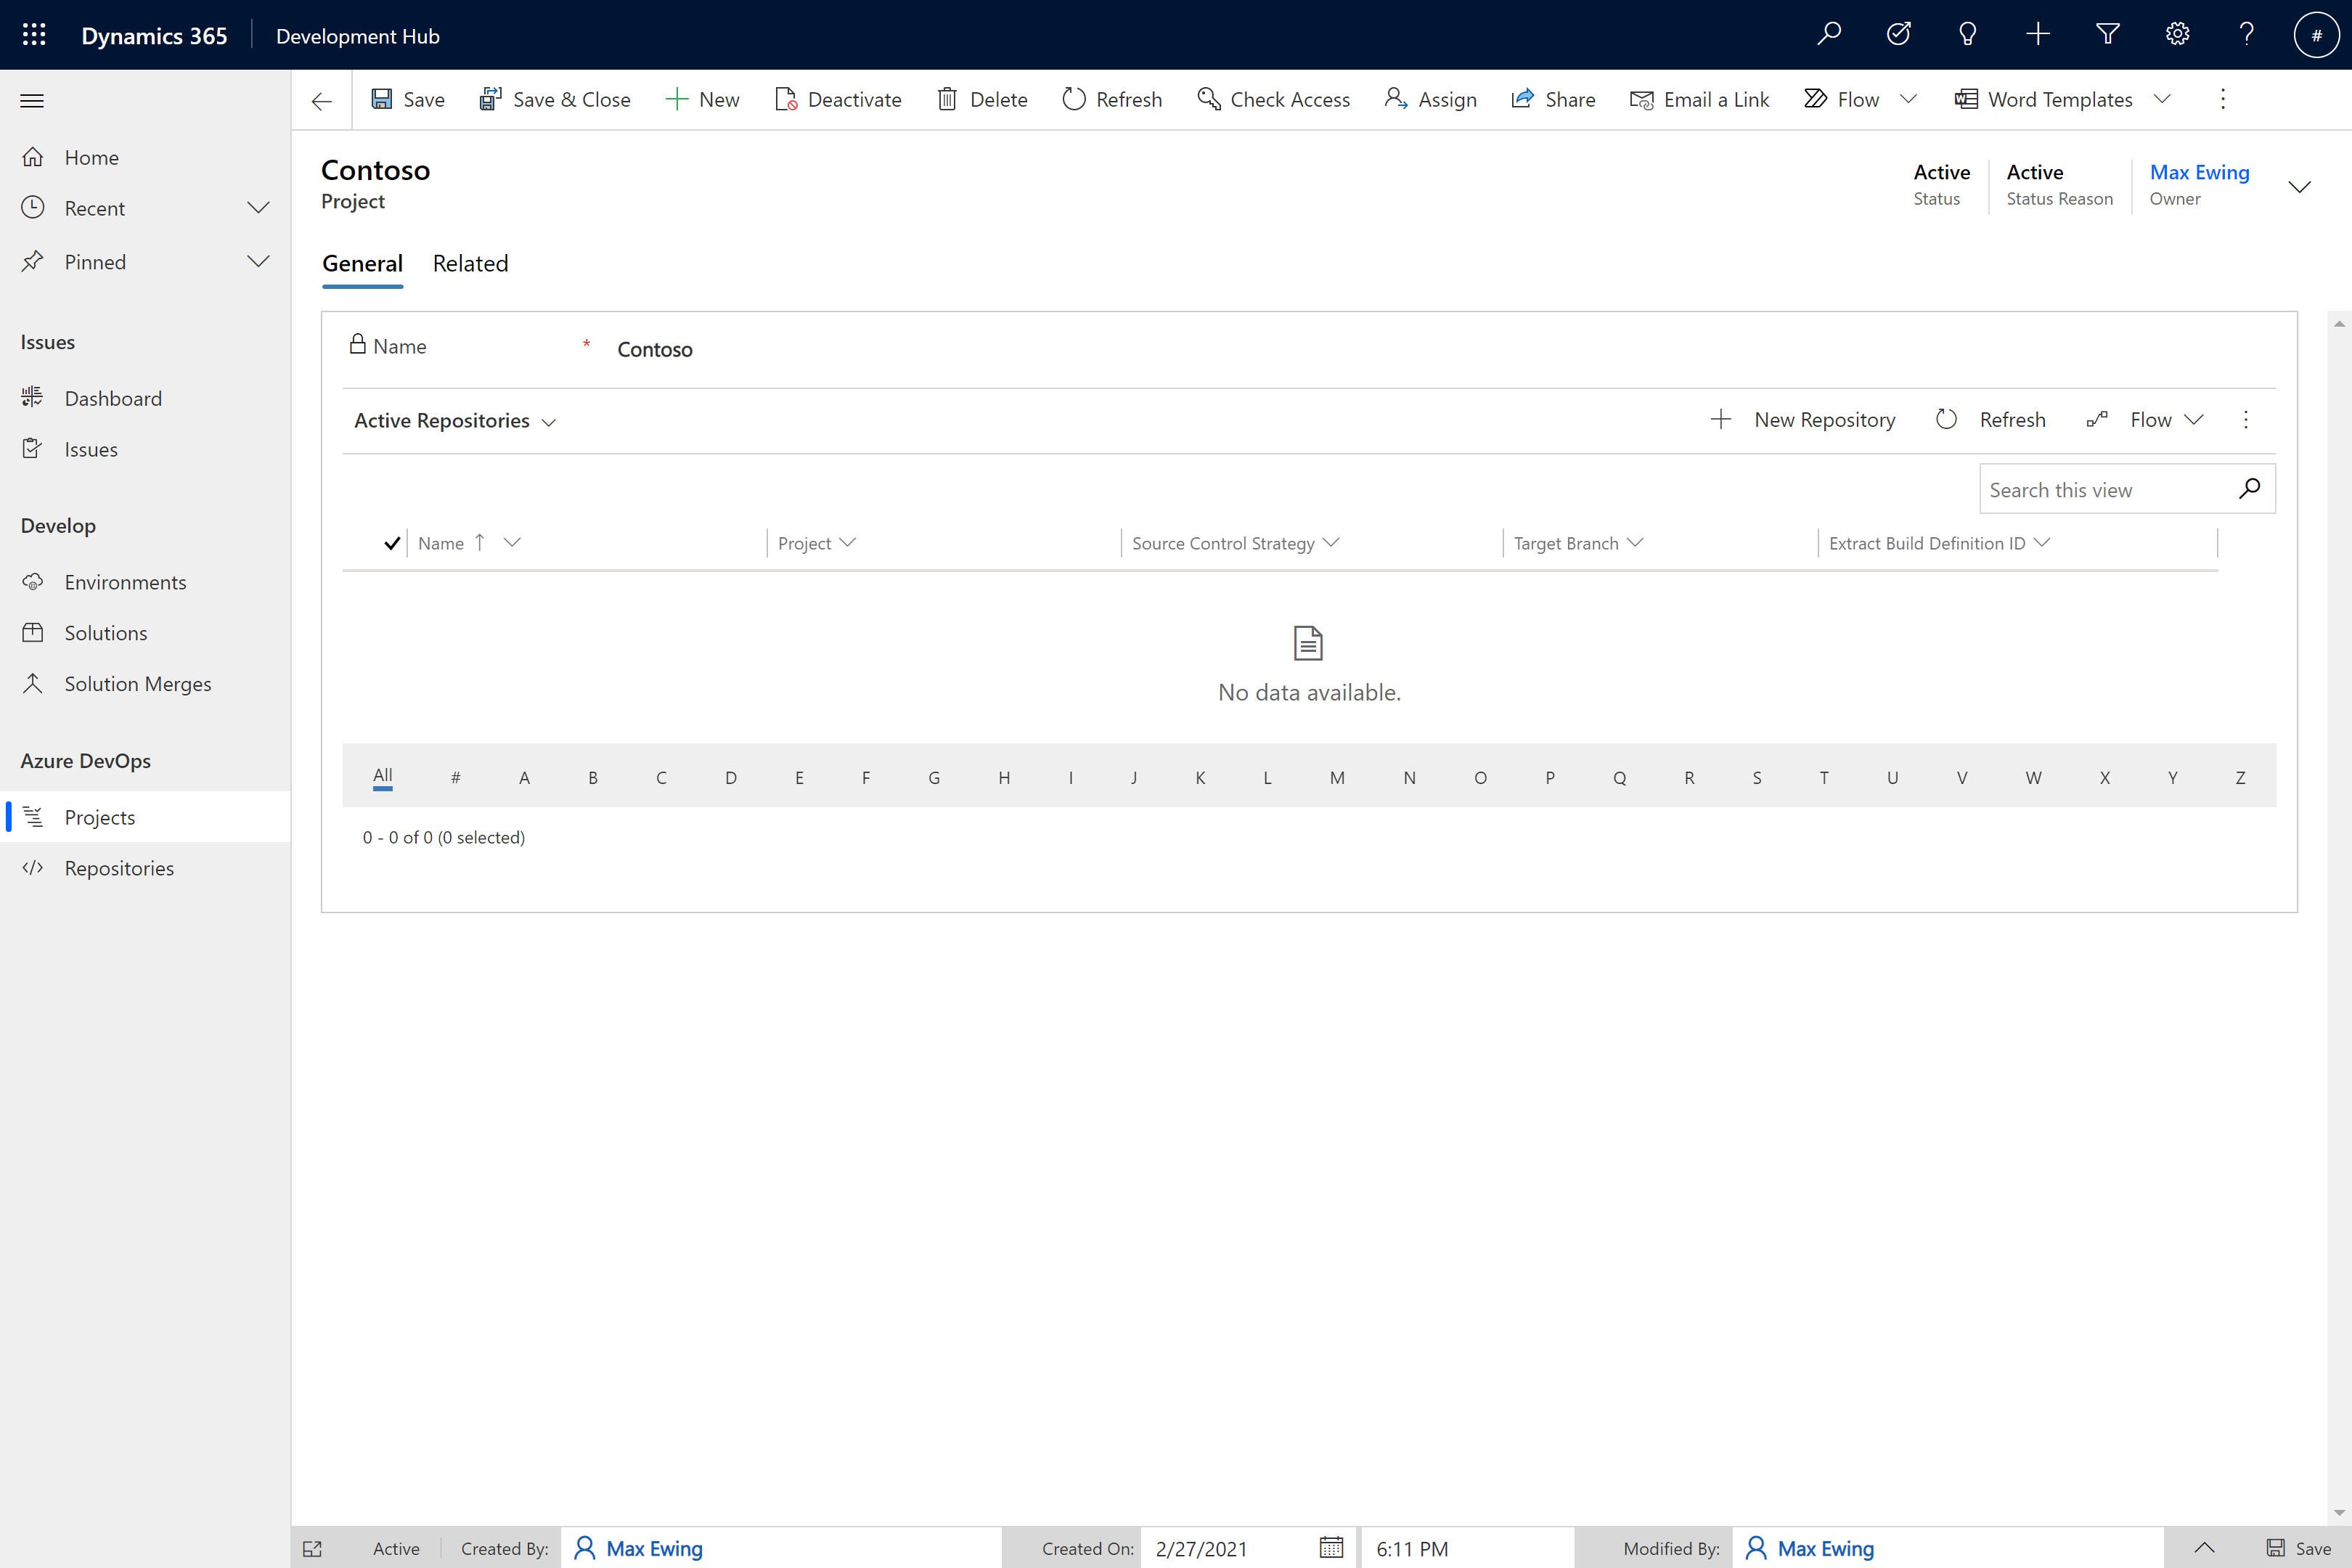 Dynamics 365 Development Hub #
Save Save & Close New Deactivate Delete Refresh Check Access Assign Share Email a Link Flow Word Templates
Home
Recent
Pinned
Issues
Dashboard
Issues
Develop
Environments
Solutions
Solution Merges
Azure DevOps
Projects
Repositories
Contoso
Project
Active
Status
Active
Status Reason
Max Ewing
Owner
General Related
Name * Contoso
Active Repositories New Repository Refresh Flow
Search this view
Name Project Source Control Strategy Target Branch Extract Build Definition ID
No data available.
All # A B C D E F G H I J K L M N O P Q R S T U V W X Y Z
0 - 0 of 0 (0 selected)
Active Created By: Max Ewing Created On: 2/27/2021 6:11 PM Modified By: Max Ewing Save